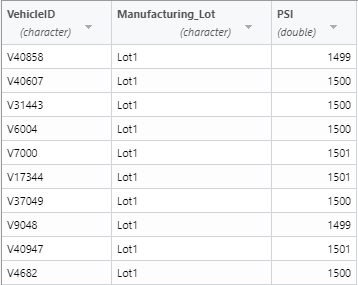 VehicleID Manufacturing_Lot PSI
(character) (character) (double)
V40858 Lot1 1499
V40607 Lot1 1500
V31443 Lot1 1500
V6004 Lot1 1500
V7000 Lot1 1501
V17344 Lot1 1501
V37049 Lot1 1500
V9048 Lot1 1499
V40947 Lot1 1501
V4682 Lot1 1500